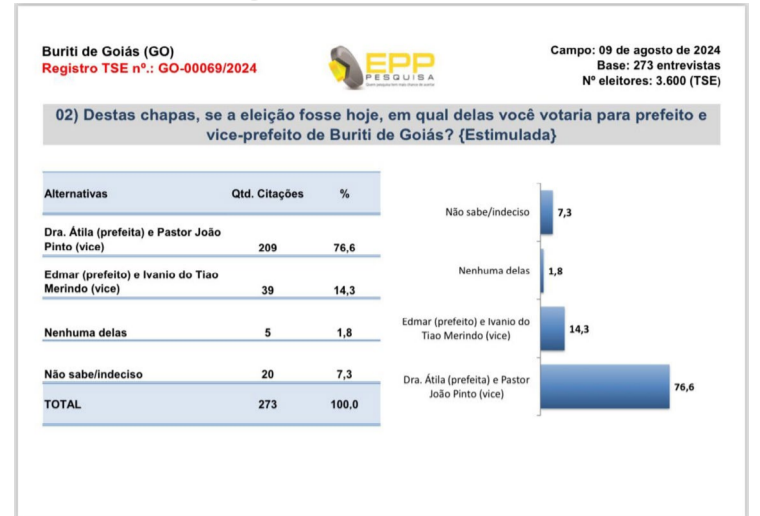 Buriti de Goiás (GO)
Registro TSE nº.: GO-00069/2024
EPP
PESQUISA
Campo: 09 de agosto de 2024
Base: 273 entrevistas
Nº eleitores: 3.600 (TSE)
02) Destas chapas, se a eleição fosse hoje, em qual delas você votaria para prefeito e
vice-prefeito de Buriti de Goiás? {Estimulada}
Alternativas Qtd. Citações %
Dra. Átila (prefeita) e Pastor João
Pinto (vice) 209 76,6
Edmar (prefeito) e Ivanio do Tiao
Merindo (vice) 39 14,3
Nenhuma delas 5 1,8
Não sabe/indeciso 20 7,3
TOTAL 273 100,0
Não sabe/indeciso 7,3
Nenhuma delas 1,8
Edmar (prefeito) e Ivanio do
Tiao Merindo (vice) 14,3
Dra. Átila (prefeita) e Pastor
João Pinto (vice) 76,6